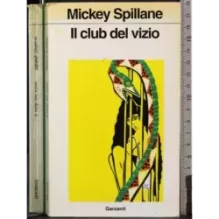 Mickey Spillane
Il club del vizio
Garzanti